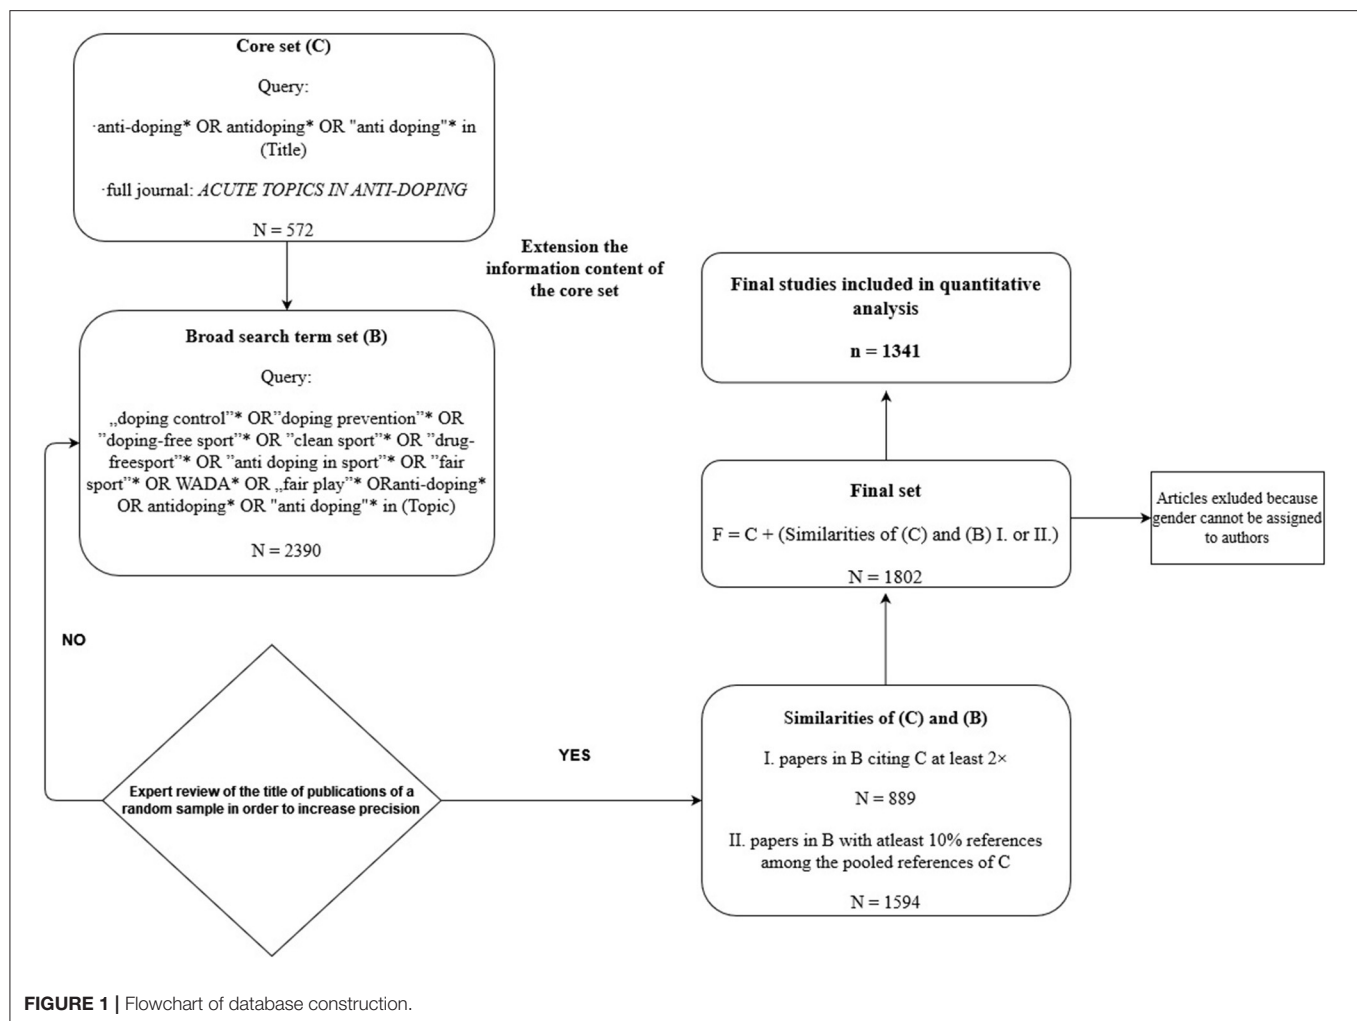 Core set (C)
Query:
·anti-doping* OR antidoping* OR "anti doping"* in
(Title)
·full journal: ACUTE TOPICS IN ANTI-DOPING
N = 572
Extension the
information content of
the core set
Broad search term set (B)
Query:
„doping control”* OR”doping prevention”* OR
”doping-free sport”* OR ”clean sport”* OR ”drug-
freesport”* OR ”anti doping in sport”* OR ”fair
sport”* OR WADA* OR „fair play”* ORanti-doping*
OR antidoping* OR "anti doping"* in (Topic)
N = 2390
NO
Expert review of the title of publications of a
random sample in order to increase precision
YES
Similarities of (C) and (B)
I. papers in B citing C at least 2×
N = 889
II. papers in B with atleast 10% references
among the pooled references of C
N = 1594
Final set
F = C + (Similarities of (C) and (B) I. or II.)
N = 1802
Articles exluded because
gender cannot be assigned
to authors
Final studies included in quantitative
analysis
n = 1341
FIGURE 1 | Flowchart of database construction.